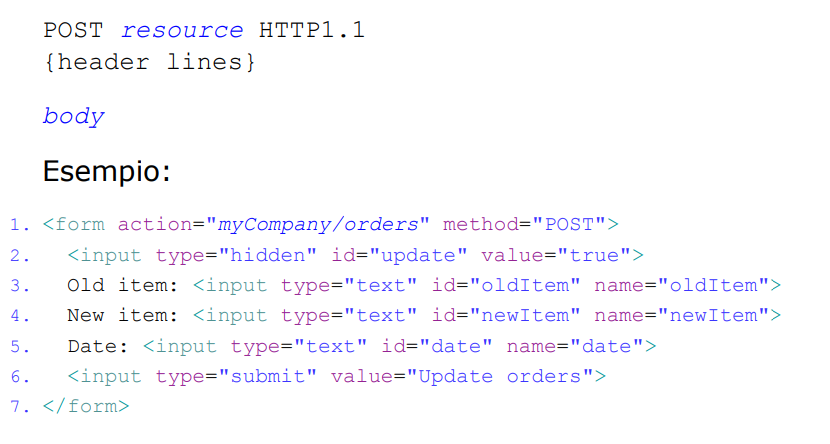 POST resource HTTP1.1
{header lines}
body
Esempio:
1. <form action="myCompany/orders" method="POST">
2. <input type="hidden" id="update" value="true">
3. Old item: <input type="text" id="oldItem" name="oldItem">
4. New item: <input type="text" id="newItem" name="newItem">
5. Date: <input type="text" id="date" name="date">
6. <input type="submit" value="Update orders">
7. </form>